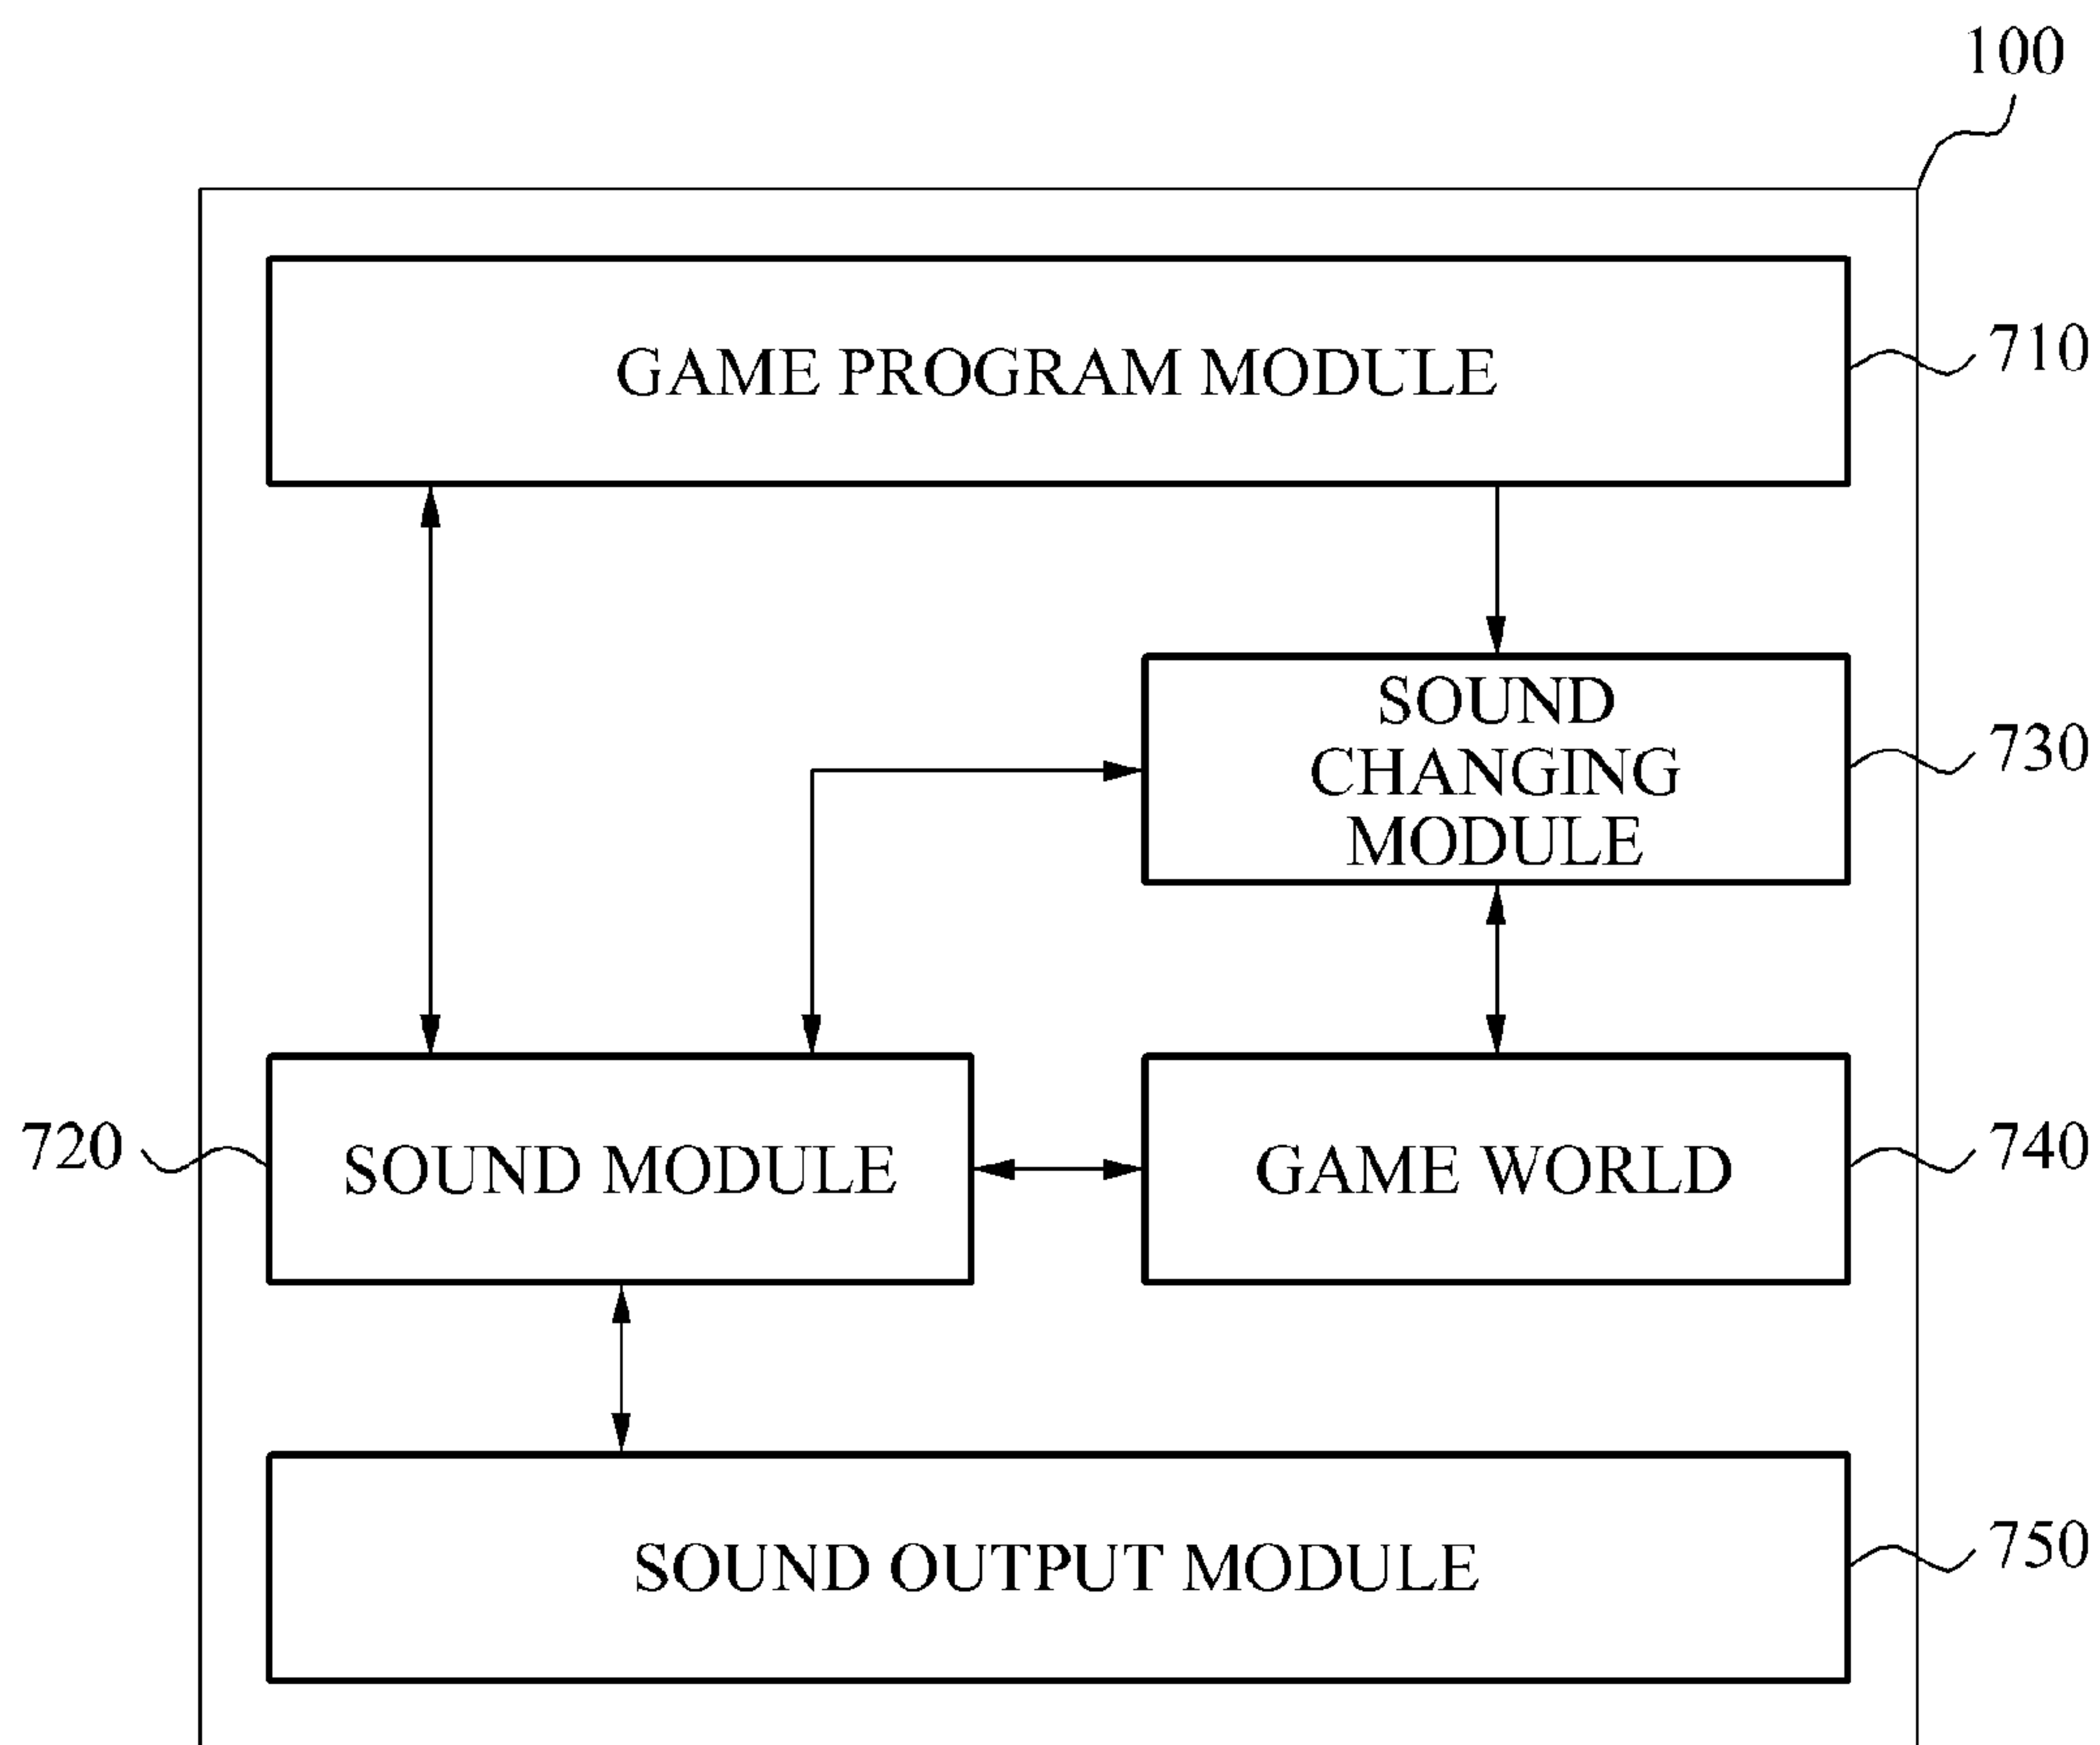 100
GAME PROGRAM MODULE
710
SOUND
CHANGING
MODULE
730
720
SOUND MODULE
GAME WORLD
740
SOUND OUTPUT MODULE
750